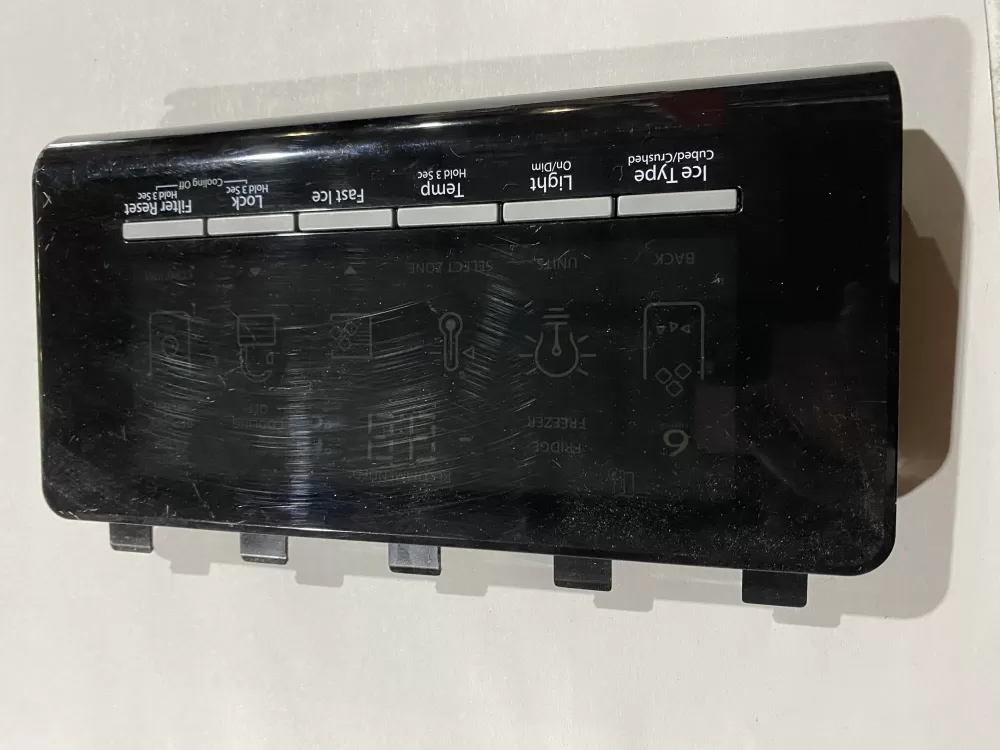 Ice Type
Cubed/Crushed
Light
On/Dim
Temp
Hold 3 Sec
Fast Ice
Lock
Hold 3 Sec
Filter Reset
Hold 3 Sec
Cooling Off
BACK
UNITS
SELECT ZONE
FREEZER
FRIDGE